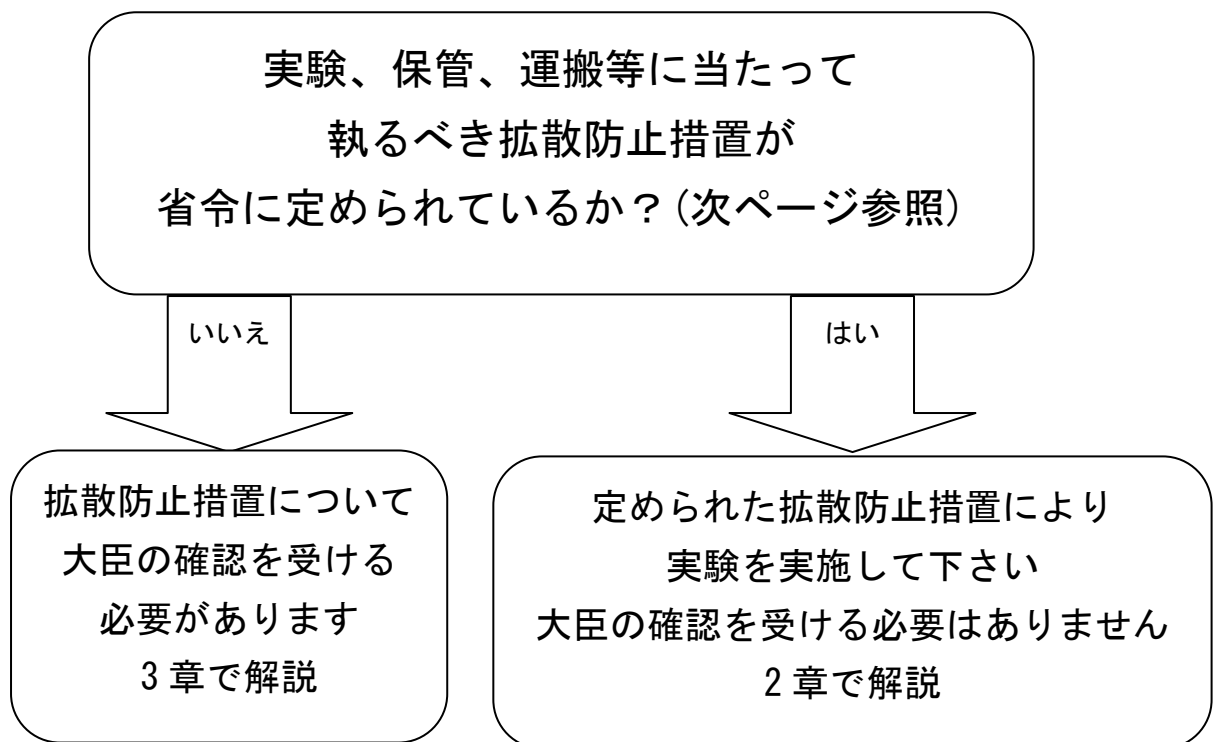 実験、保管、運搬等に当たって
執るべき拡散防止措置が
省令に定められているか？(次ページ参照)
いいえ
はい
拡散防止措置について
大臣の確認を受ける
必要があります
3 章で解説
定められた拡散防止措置により
実験を実施して下さい
大臣の確認を受ける必要はありません
2 章で解説